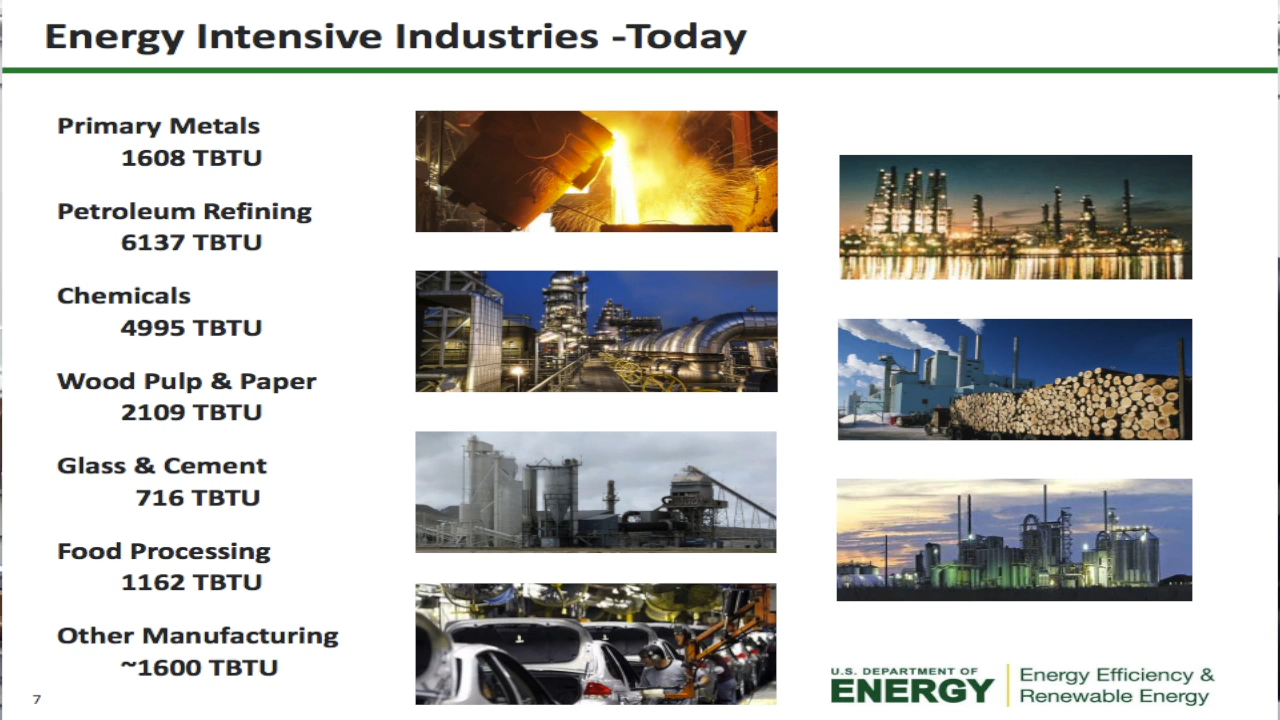 Energy Intensive Industries -Today
Primary Metals
1608 TBTU
Petroleum Refining
6137 TBTU
Chemicals
4995 TBTU
Wood Pulp & Paper
2109 TBTU
Glass & Cement
716 TBTU
Food Processing
1162 TBTU
Other Manufacturing
~1600 TBTU
7
U.S. DEPARTMENT OF
ENERGY
Energy Efficiency &
Renewable Energy